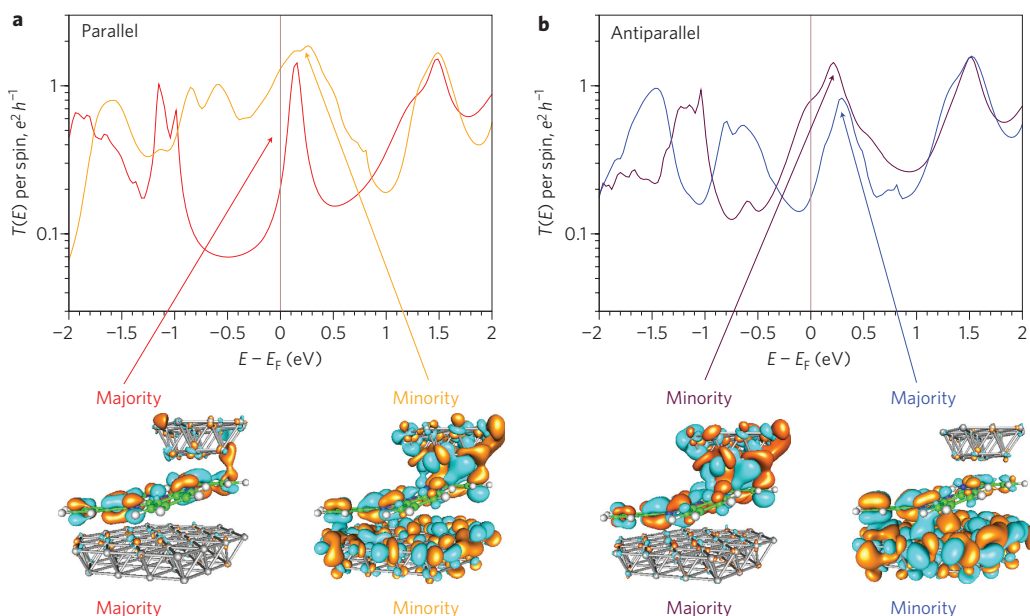 a
Parallel
T(E) per spin, e² h⁻¹
1
0.1
−2 −1.5 −1 −0.5 0 0.5 1 1.5 2
E − E_F (eV)
Majority Minority
Majority Minority
b
Antiparallel
T(E) per spin, e² h⁻¹
1
0.1
−2 −1.5 −1 −0.5 0 0.5 1 1.5 2
E − E_F (eV)
Minority Majority
Majority Minority